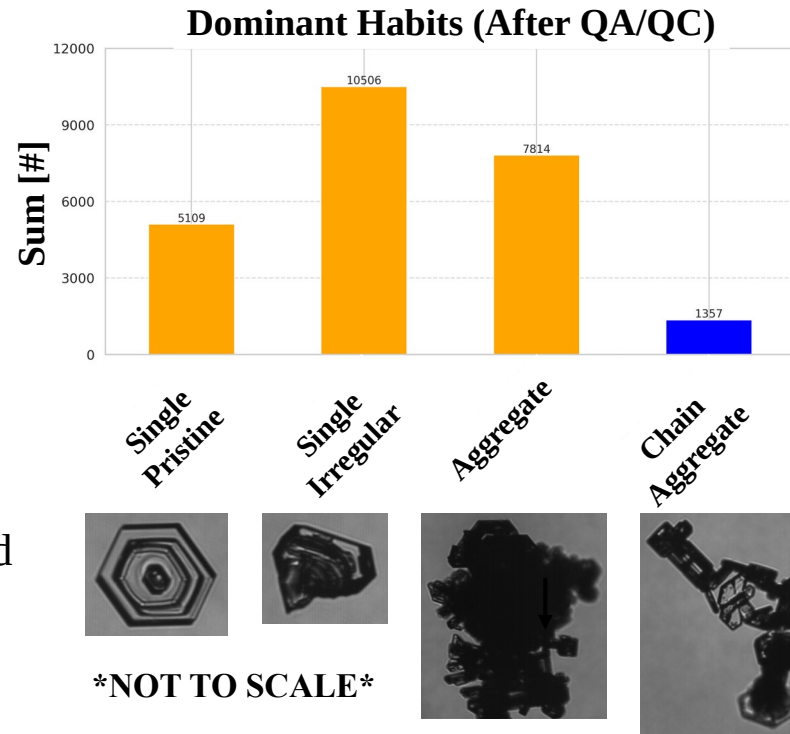 Dominant Habits (After QA/QC)
12000
9000
6000
3000
0
Sum [#]
5109
10506
7814
1357
Single
Pristine
Single
Irregular
Aggregate
Chain
Aggregate
d
*NOT TO SCALE*